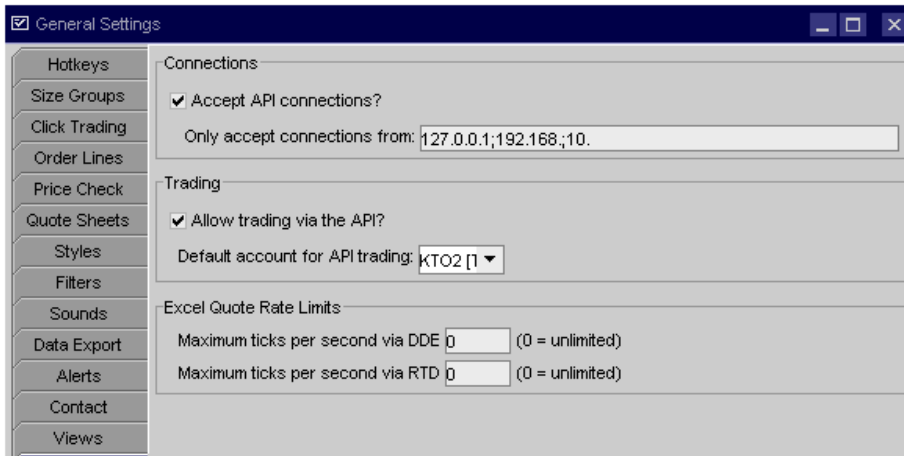 General Settings
Hotkeys
Size Groups
Click Trading
Order Lines
Price Check
Quote Sheets
Styles
Filters
Sounds
Data Export
Alerts
Contact
Views
Connections
Accept API connections?
Only accept connections from: 127.0.0.1;192.168.;10.
Trading
Allow trading via the API?
Default account for API trading: KTO2 [
Excel Quote Rate Limits
Maximum ticks per second via DDE 0 (0 = unlimited)
Maximum ticks per second via RTD 0 (0 = unlimited)